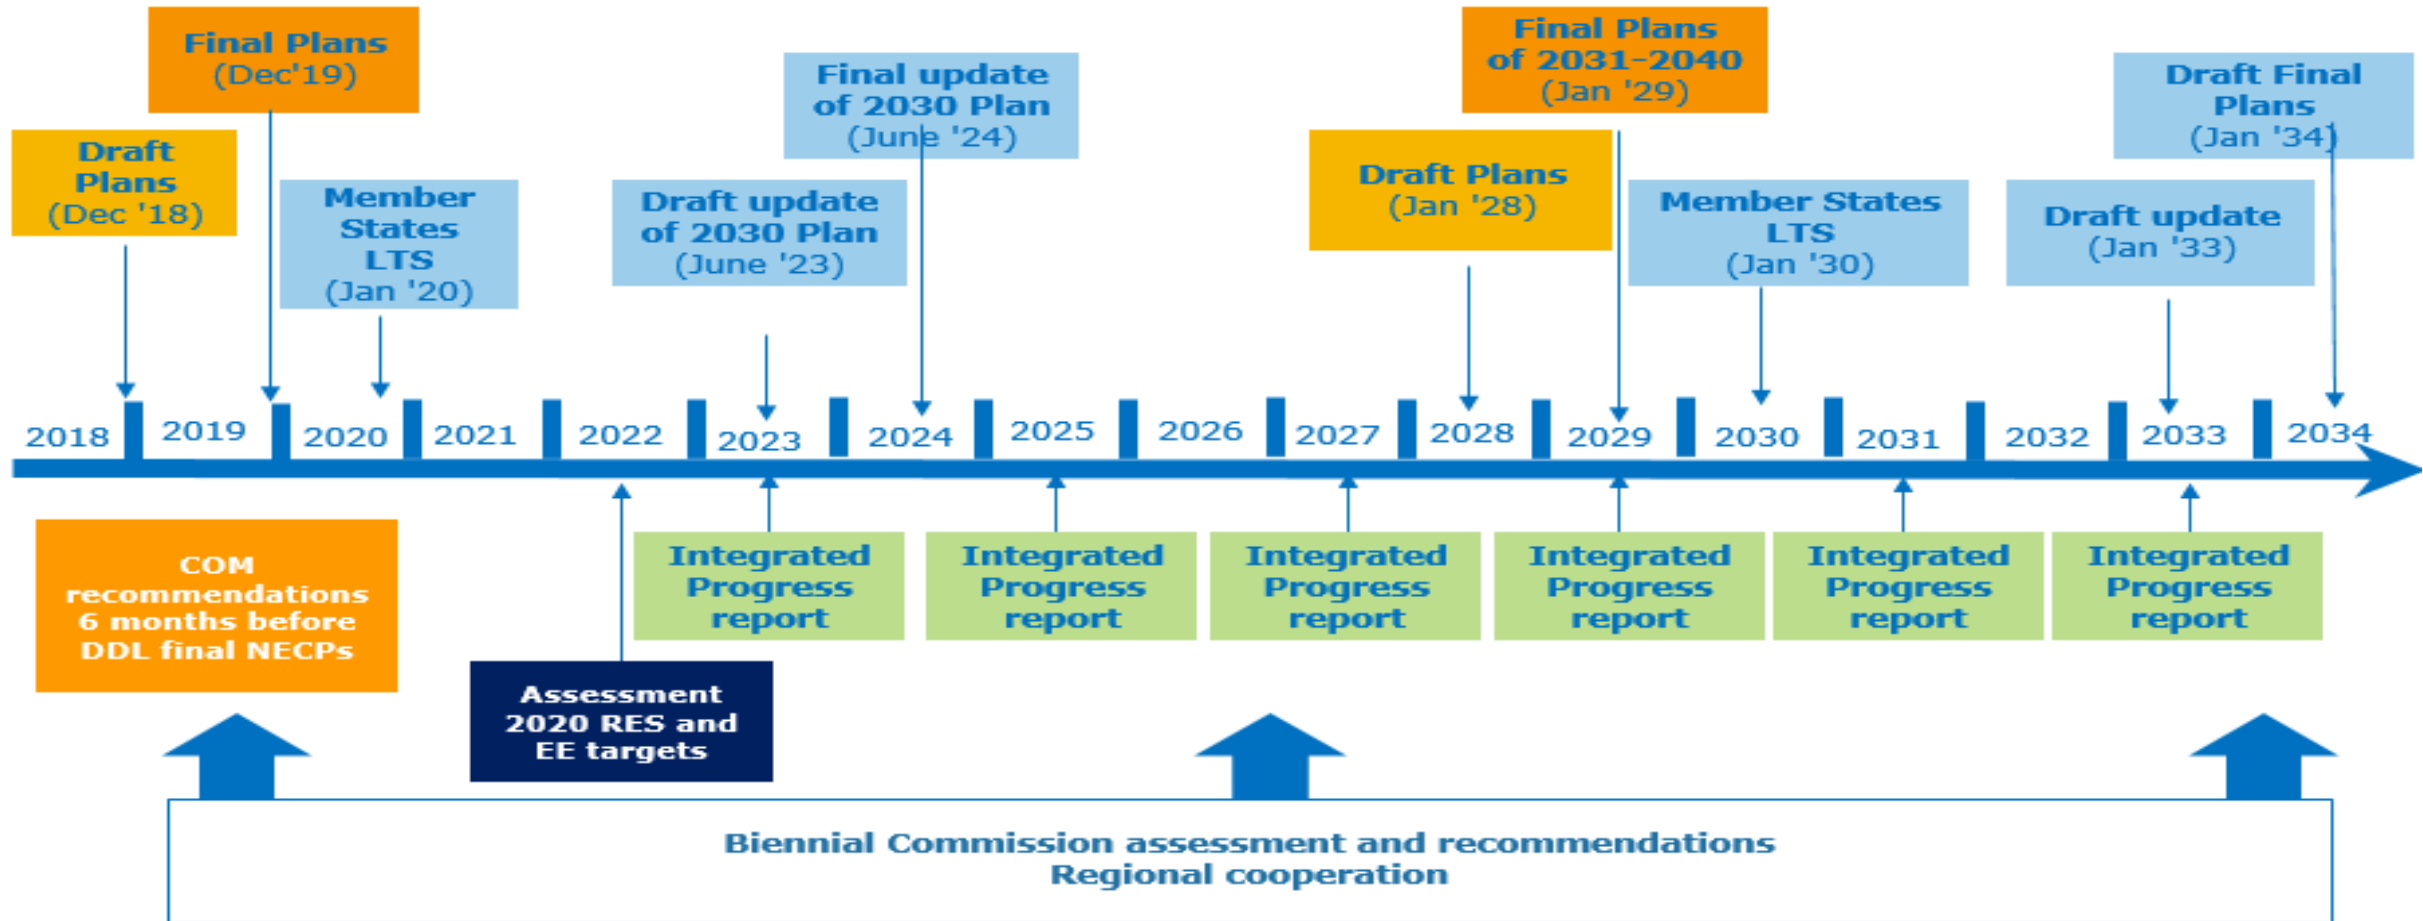 Final Plans
(Dec'19)
Draft
Plans
(Dec '18)
Member
States
LTS
(Jan '20)
Final update
of 2030 Plan
(June '24)
Draft update
of 2030 Plan
(June '23)
Final Plans
of 2031-2040
(Jan '29)
Draft Plans
(Jan '28)
Member States
LTS
(Jan '30)
Draft Final
Plans
(Jan '34)
Draft update
(Jan '33)
2018 2019 2020 2021 2022 2023 2024 2025 2026 2027 2028 2029 2030 2031 2032 2033 2034
COM
recommendations
6 months before
DDL final NECPs
Assessment
2020 RES and
EE targets
Integrated
Progress
report
Integrated
Progress
report
Integrated
Progress
report
Integrated
Progress
report
Integrated
Progress
report
Integrated
Progress
report
Biennial Commission assessment and recommendations
Regional cooperation